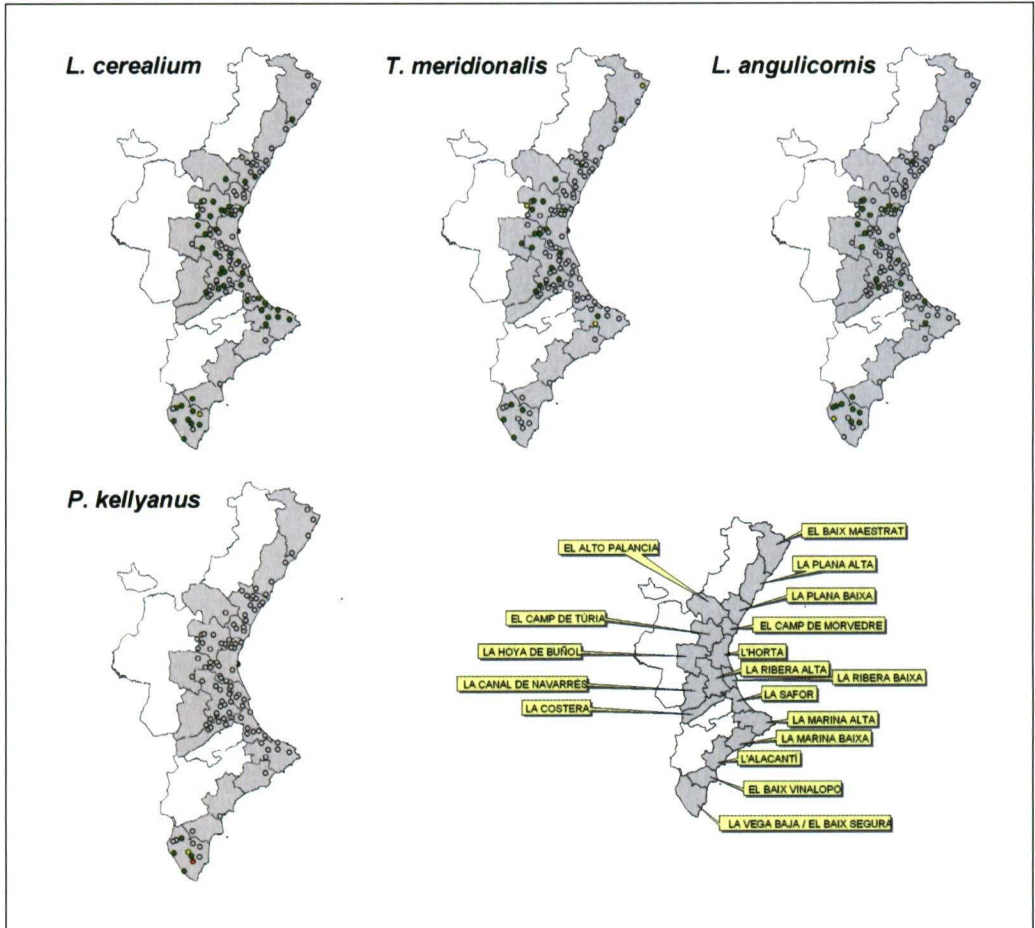 L. cerealium
T. meridionalis
L. angulicornis
P. kellyanus
EL BAIX MAESTRAT
EL ALTO PALANCIA
LA PLANA ALTA
LA PLANA BAIXA
EL CAMP DE TÚRIA
EL CAMP DE MORVEDRE
LA HOYA DE BUÑOL
L'HORTA
LA RIBERA ALTA
LA RIBERA BAIXA
LA CANAL DE NAVARRÉS
LA SAFOR
LA COSTERA
LA MARINA ALTA
LA MARINA BAIXA
L'ALACANTÍ
EL BAIX VINALOPO
LA VEGA BAJA / EL BAIX SEGURA